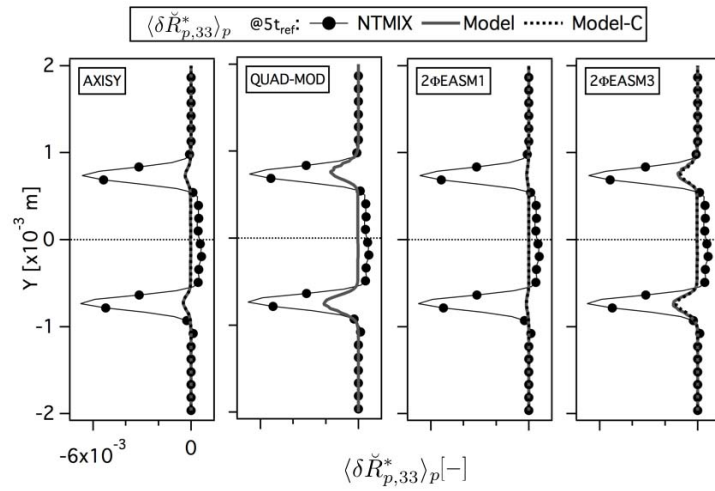 ⟨δR̆*p,33⟩p @5tref: NTMIX Model Model-C
AXISY QUAD-MOD 2ΦEASM1 2ΦEASM3
2
1
0
-1
-2
Y [x10⁻³ m]
-6x10⁻³ 0
⟨δR̆*p,33⟩p[−]